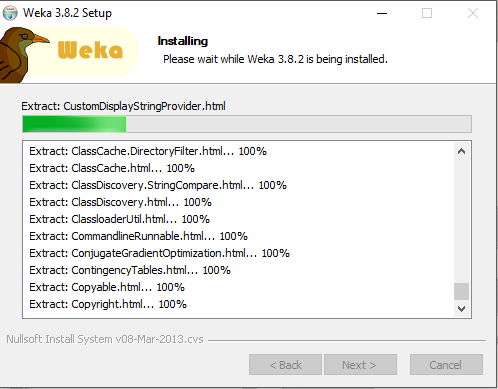 Weka 3.8.2 Setup
Weka
Installing
Please wait while Weka 3.8.2 is being installed.
Extract: CustomDisplayStringProvider.html
Extract: ClassCache.DirectoryFilter.html... 100%
Extract: ClassCache.html... 100%
Extract: ClassDiscovery.StringCompare.html... 100%
Extract: ClassDiscovery.html... 100%
Extract: ClassloaderUtil.html... 100%
Extract: CommandlineRunnable.html... 100%
Extract: ConjugateGradientOptimization.html... 100%
Extract: ContingencyTables.html... 100%
Extract: Copyable.html... 100%
Extract: Copyright.html... 100%
Nullsoft Install System v08-Mar-2013.cvs
< Back Next > Cancel